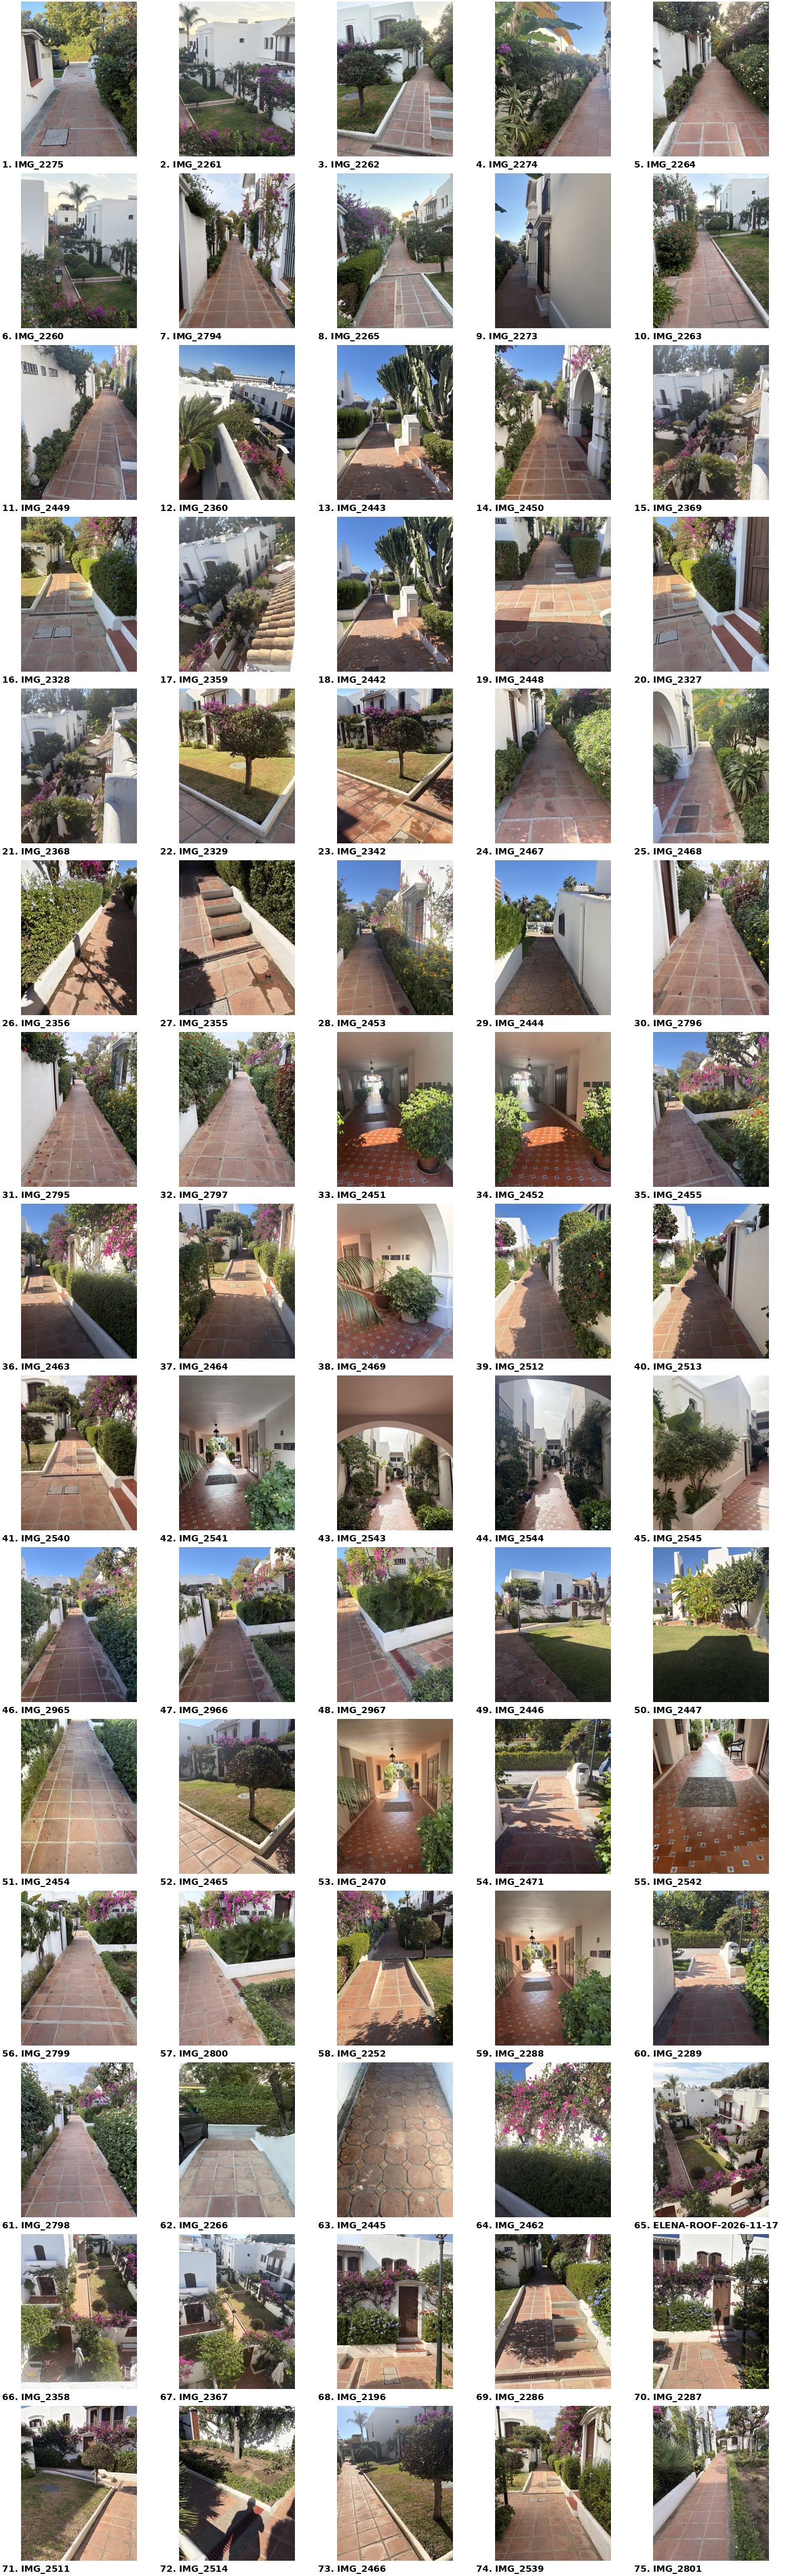 1. IMG_2275
2. IMG_2261
3. IMG_2262
4. IMG_2274
5. IMG_2264
6. IMG_2260
7. IMG_2794
8. IMG_2265
9. IMG_2273
10. IMG_2263
11. IMG_2449
12. IMG_2360
13. IMG_2443
14. IMG_2450
15. IMG_2369
16. IMG_2328
17. IMG_2359
18. IMG_2442
19. IMG_2448
20. IMG_2327
21. IMG_2368
22. IMG_2329
23. IMG_2342
24. IMG_2467
25. IMG_2468
26. IMG_2356
27. IMG_2355
28. IMG_2453
29. IMG_2444
30. IMG_2796
31. IMG_2795
32. IMG_2797
33. IMG_2451
34. IMG_2452
35. IMG_2455
36. IMG_2463
37. IMG_2464
38. IMG_2469
39. IMG_2512
40. IMG_2513
41. IMG_2540
42. IMG_2541
43. IMG_2543
44. IMG_2544
45. IMG_2545
46. IMG_2965
47. IMG_2966
48. IMG_2967
49. IMG_2446
50. IMG_2447
51. IMG_2454
52. IMG_2465
53. IMG_2470
54. IMG_2471
55. IMG_2542
56. IMG_2799
57. IMG_2800
58. IMG_2252
59. IMG_2288
60. IMG_2289
61. IMG_2798
62. IMG_2266
63. IMG_2445
64. IMG_2462
65. ELENA-ROOF-2026-11-17
66. IMG_2358
67. IMG_2367
68. IMG_2196
69. IMG_2286
70. IMG_2287
71. IMG_2511
72. IMG_2514
73. IMG_2466
74. IMG_2539
75. IMG_2801